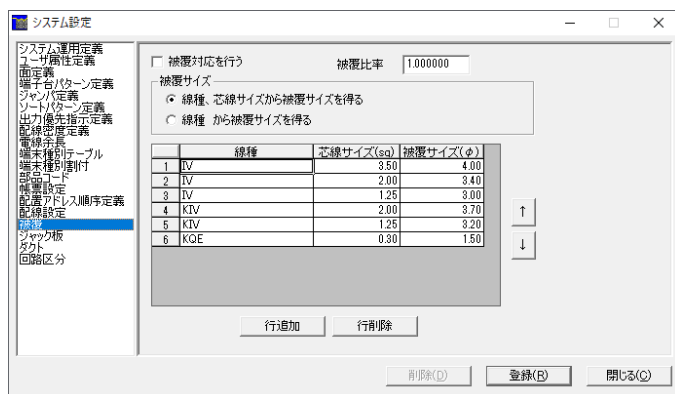 システム設定
システム運用定義
ユーザ属性定義
面定義
端子台パターン定義
ジャンパ定義
ソートパターン定義
出力優先指示定義
配線密度定義
電線余長
端末種別テーブル
端末種別割付
部品コード
帳票設定
配置アドレス順序定義
配線設定
被覆
ジャック板
ダクト
回路区分
被覆対応を行う 被覆比率 1.000000
被覆サイズ
線種、芯線サイズから被覆サイズを得る
線種 から被覆サイズを得る
線種 芯線サイズ(sq) 被覆サイズ(φ)
1 IV 3.50 4.00
2 IV 2.00 3.40
3 IV 1.25 3.00
4 KIV 2.00 3.70
5 KIV 1.25 3.20
6 KQE 0.30 1.50
↑
↓
行追加 行削除
削除(D) 登録(R) 閉じる(C)